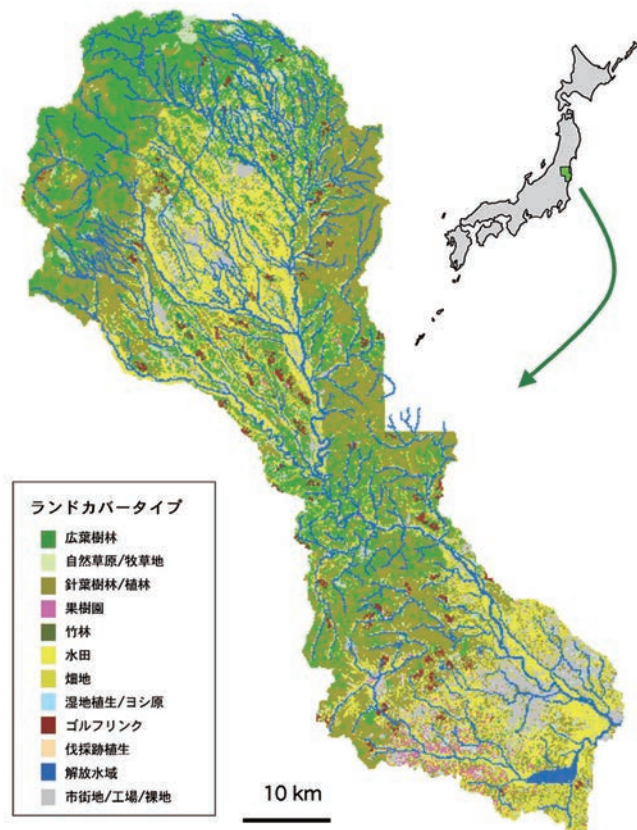 ランドカバータイプ
広葉樹林
自然草原/牧草地
針葉樹林/植林
果樹園
竹林
水田
畑地
湿地植生/ヨシ原
ゴルフリンク
伐採跡植生
解放水域
市街地/工場/裸地
10 km